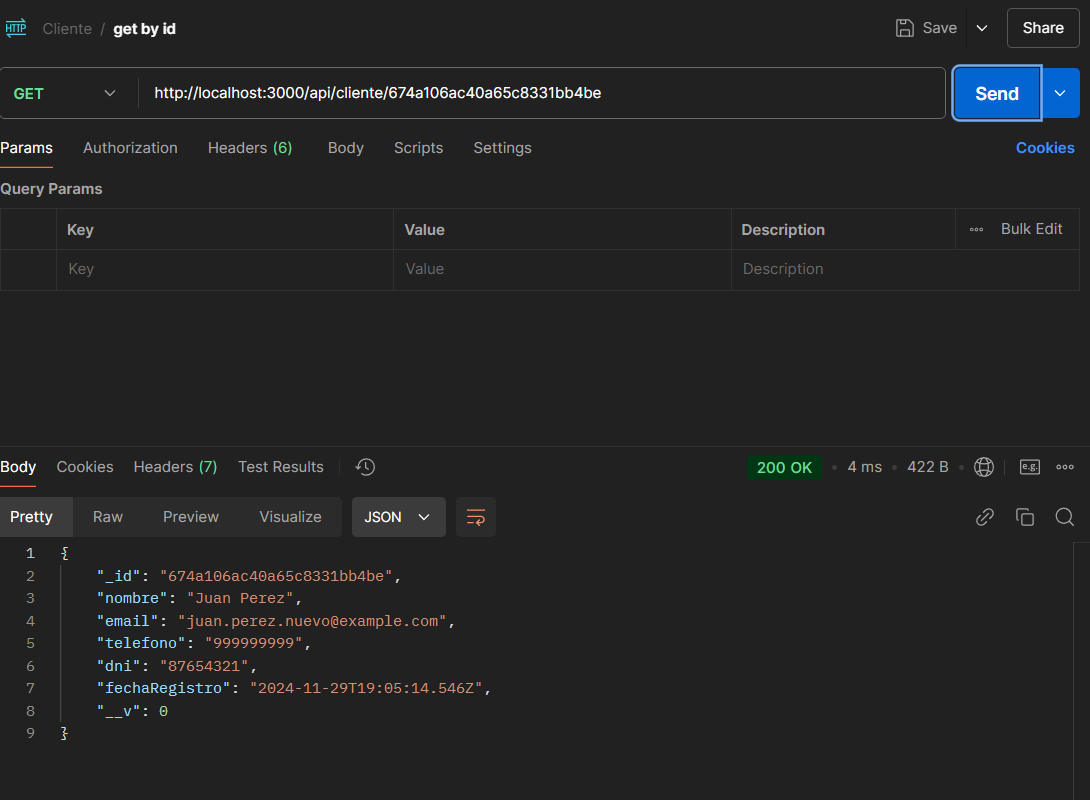 HTTP Cliente / get by id Save Share
GET http://localhost:3000/api/cliente/674a106ac40a65c8331bb4be Send
Params Authorization Headers (6) Body Scripts Settings Cookies
Query Params
Key Value Description Bulk Edit
Key Value Description
Body Cookies Headers (7) Test Results 200 OK • 4 ms • 422 B • e.g.
Pretty Raw Preview Visualize JSON
1 {
2 "_id": "674a106ac40a65c8331bb4be",
3 "nombre": "Juan Perez",
4 "email": "juan.perez.nuevo@example.com",
5 "telefono": "999999999",
6 "dni": "87654321",
7 "fechaRegistro": "2024-11-29T19:05:14.546Z",
8 "__v": 0
9 }